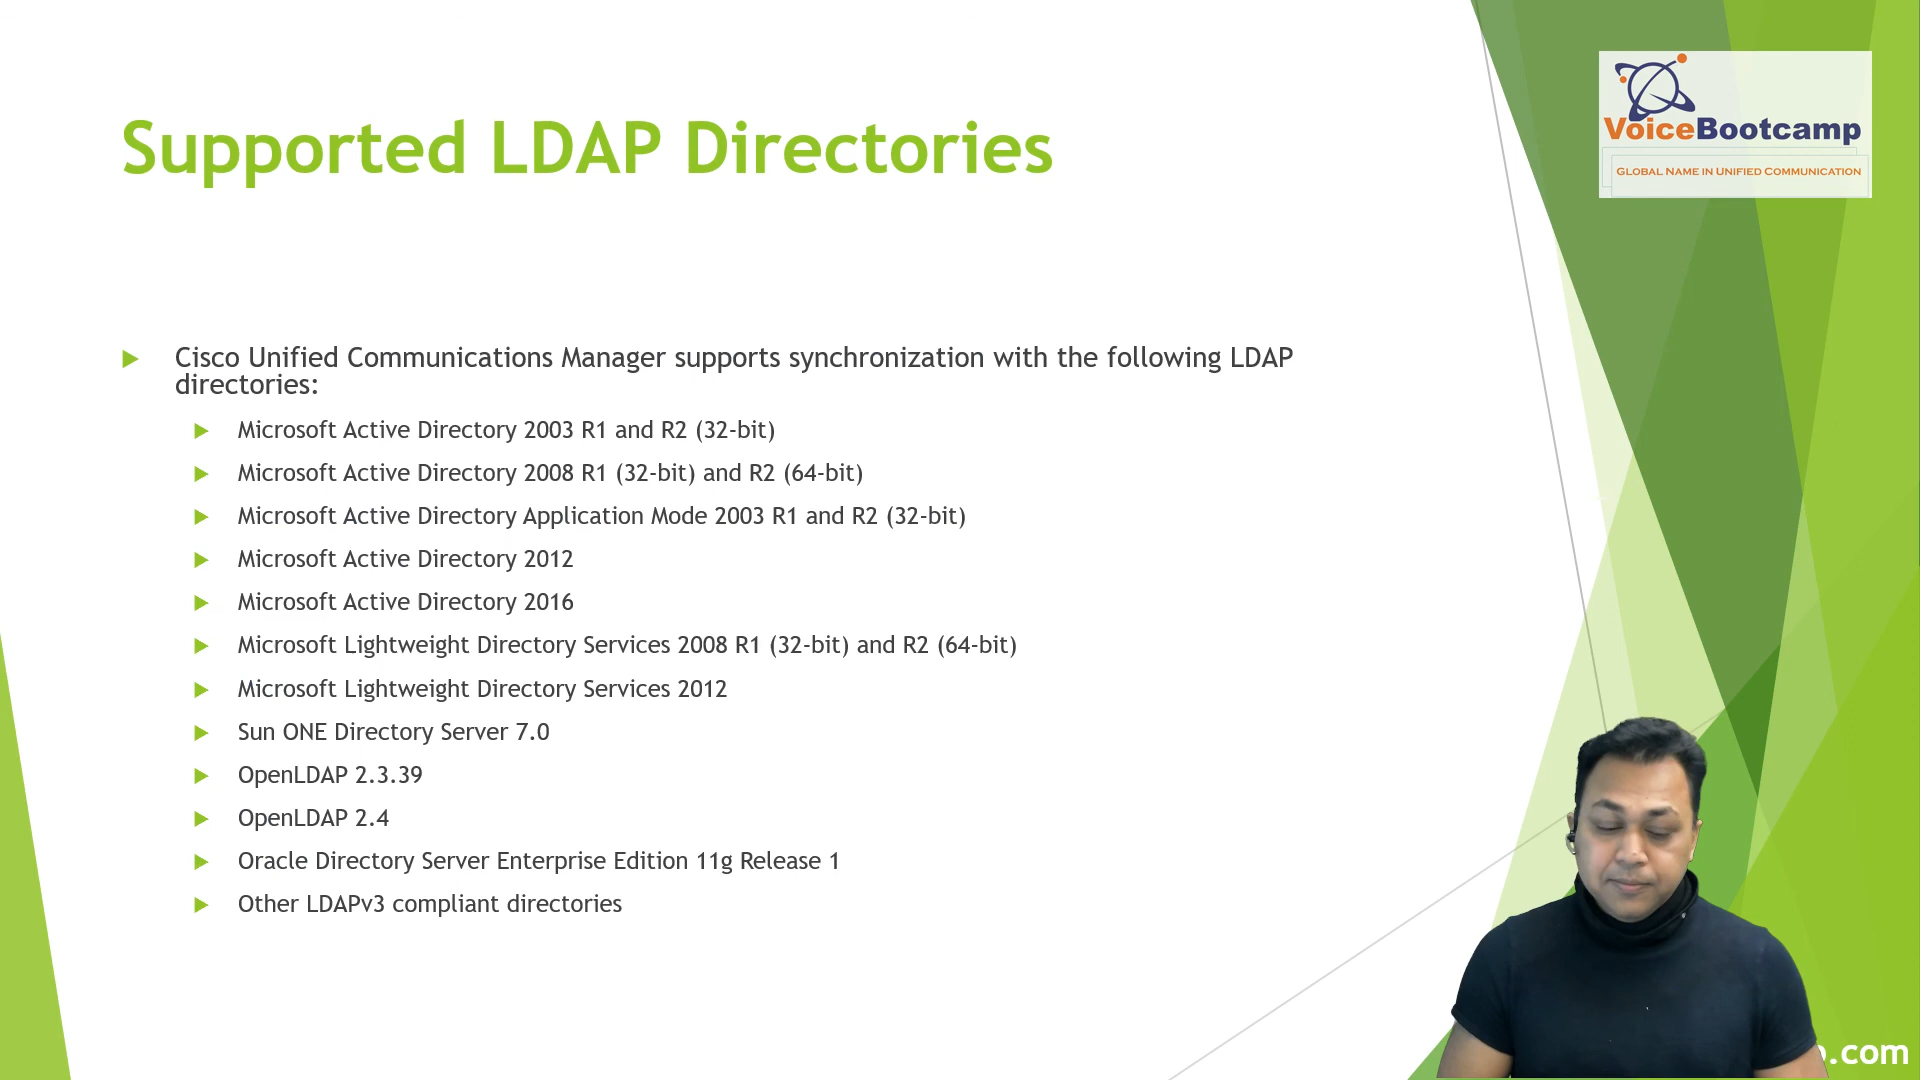 Supported LDAP Directories
VoiceBootcamp
GLOBAL NAME IN UNIFIED COMMUNICATION
Cisco Unified Communications Manager supports synchronization with the following LDAP
directories:
Microsoft Active Directory 2003 R1 and R2 (32-bit)
Microsoft Active Directory 2008 R1 (32-bit) and R2 (64-bit)
Microsoft Active Directory Application Mode 2003 R1 and R2 (32-bit)
Microsoft Active Directory 2012
Microsoft Active Directory 2016
Microsoft Lightweight Directory Services 2008 R1 (32-bit) and R2 (64-bit)
Microsoft Lightweight Directory Services 2012
Sun ONE Directory Server 7.0
OpenLDAP 2.3.39
OpenLDAP 2.4
Oracle Directory Server Enterprise Edition 11g Release 1
Other LDAPv3 compliant directories
.com